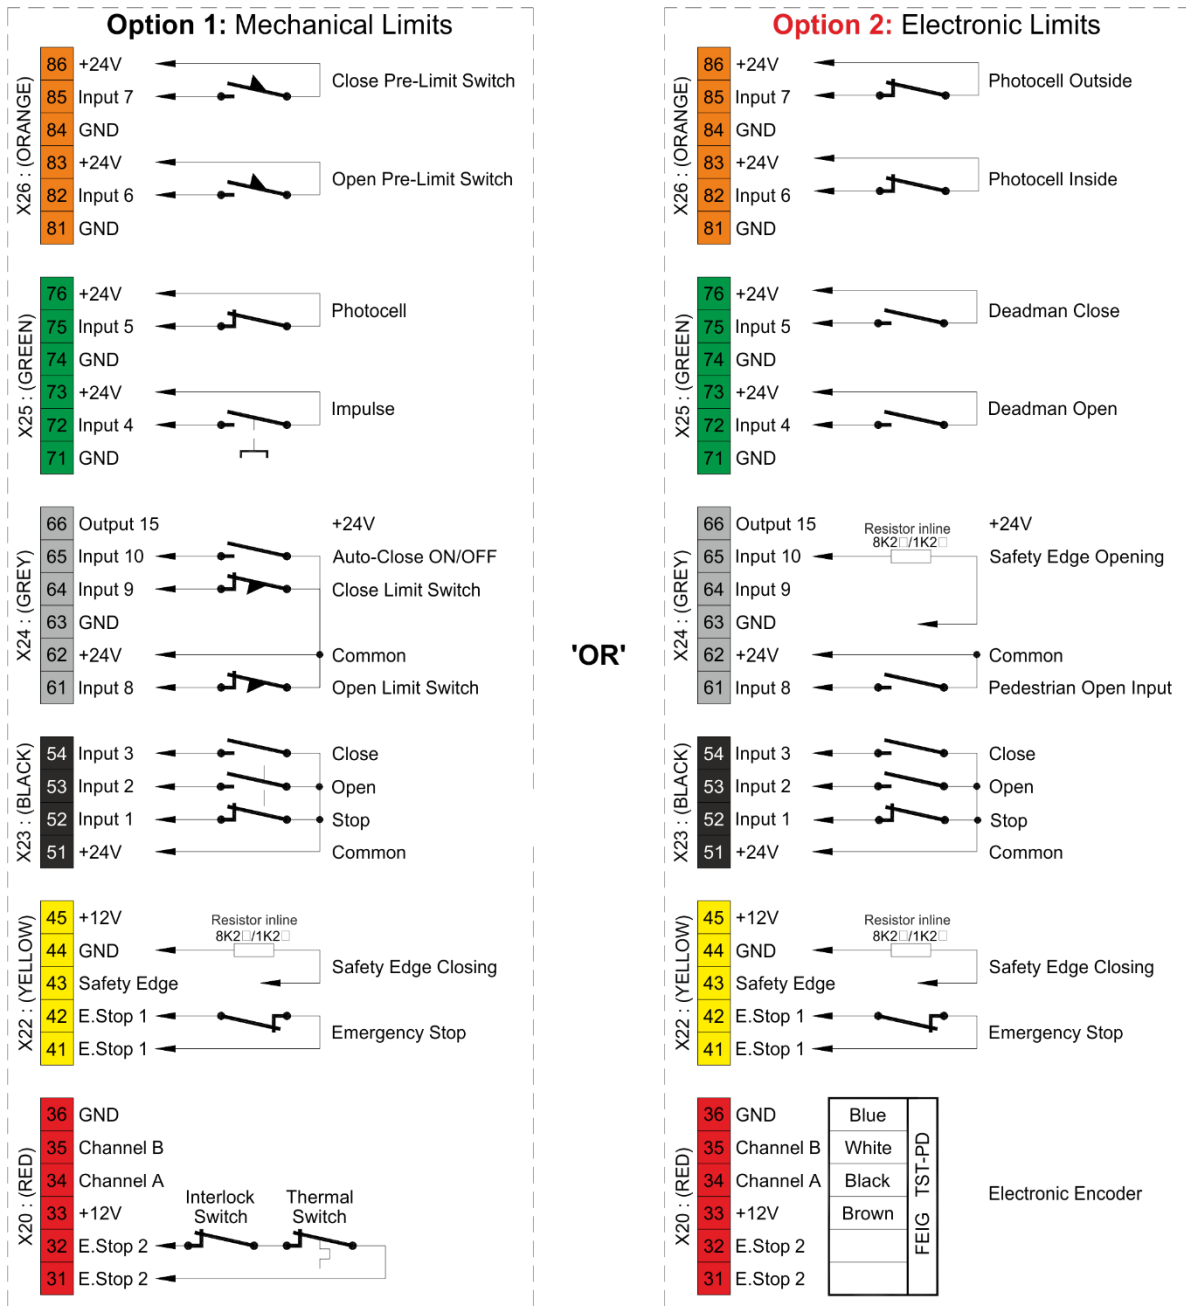 Option 1: Mechanical Limits
X26 : (ORANGE)
86 +24V
Close Pre-Limit Switch
85 Input 7
84 GND
83 +24V
Open Pre-Limit Switch
82 Input 6
81 GND
X25 : (GREEN)
76 +24V
Photocell
75 Input 5
74 GND
73 +24V
Impulse
72 Input 4
71 GND
X24 : (GREY)
66 Output 15 +24V
65 Input 10 Auto-Close ON/OFF
64 Input 9 Close Limit Switch
63 GND
62 +24V Common
61 Input 8 Open Limit Switch
X23 : (BLACK)
54 Input 3 Close
53 Input 2 Open
52 Input 1 Stop
51 +24V Common
X22 : (YELLOW)
45 +12V
Resistor inline
8K2□/1K2□
44 GND
Safety Edge Closing
43 Safety Edge
42 E.Stop 1
Emergency Stop
41 E.Stop 1
X20 : (RED)
36 GND
35 Channel B
34 Channel A
Interlock Switch
Thermal Switch
33 +12V
32 E.Stop 2
31 E.Stop 2
'OR'
Option 2: Electronic Limits
X26 : (ORANGE)
86 +24V
Photocell Outside
85 Input 7
84 GND
83 +24V
Photocell Inside
82 Input 6
81 GND
X25 : (GREEN)
76 +24V
Deadman Close
75 Input 5
74 GND
73 +24V
Deadman Open
72 Input 4
71 GND
X24 : (GREY)
66 Output 15 +24V
Resistor inline
8K2□/1K2□
65 Input 10 Safety Edge Opening
64 Input 9
63 GND
62 +24V Common
61 Input 8 Pedestrian Open Input
X23 : (BLACK)
54 Input 3 Close
53 Input 2 Open
52 Input 1 Stop
51 +24V Common
X22 : (YELLOW)
45 +12V
Resistor inline
8K2□/1K2□
44 GND
Safety Edge Closing
43 Safety Edge
42 E.Stop 1
Emergency Stop
41 E.Stop 1
X20 : (RED)
36 GND Blue
35 Channel B White
34 Channel A Black
33 +12V Brown
32 E.Stop 2
31 E.Stop 2
FEIG TST-PD
Electronic Encoder